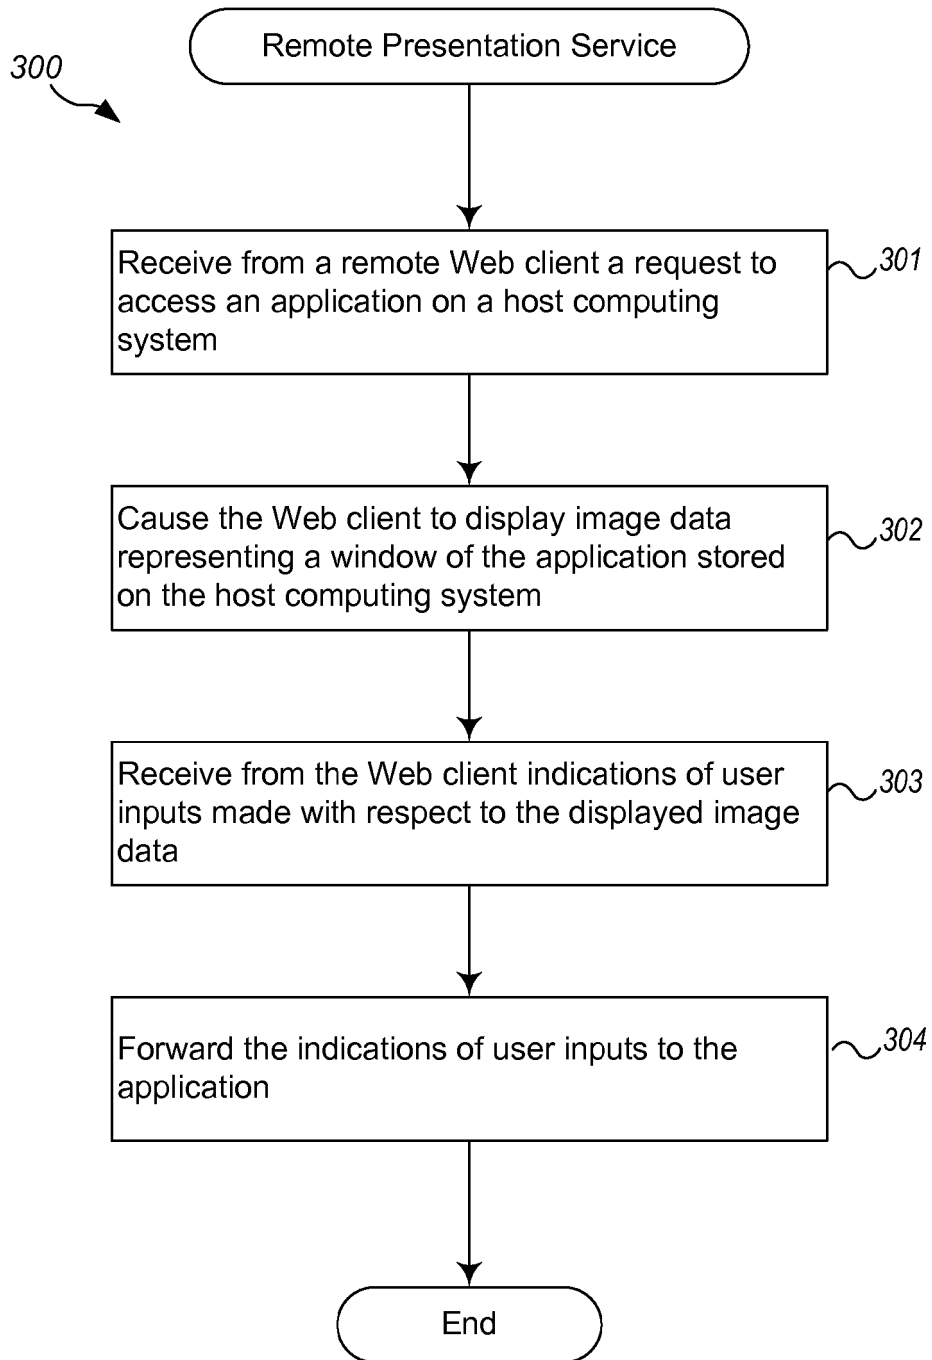 Remote Presentation Service
300
Receive from a remote Web client a request to
access an application on a host computing
system
301
Cause the Web client to display image data
representing a window of the application stored
on the host computing system
302
Receive from the Web client indications of user
inputs made with respect to the displayed image
data
303
Forward the indications of user inputs to the
application
304
End